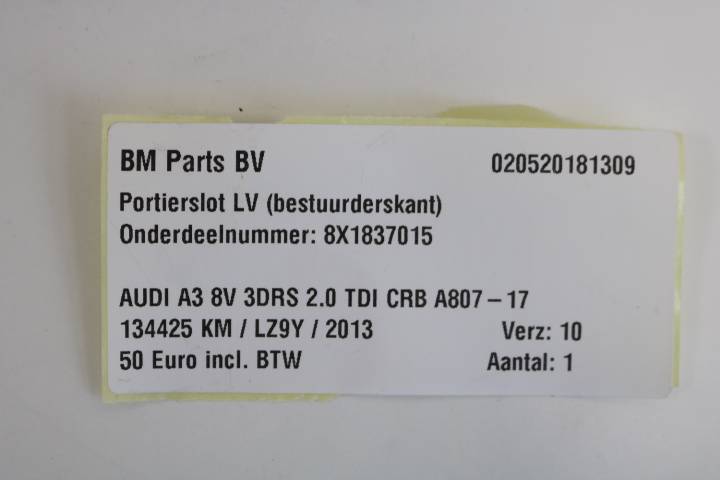 BM Parts BV 020520181309
Portierslot LV (bestuurderskant)
Onderdeelnummer: 8X1837015
AUDI A3 8V 3DRS 2.0 TDI CRB A807 – 17
134425 KM / LZ9Y / 2013 Verz: 10
50 Euro incl. BTW Aantal: 1